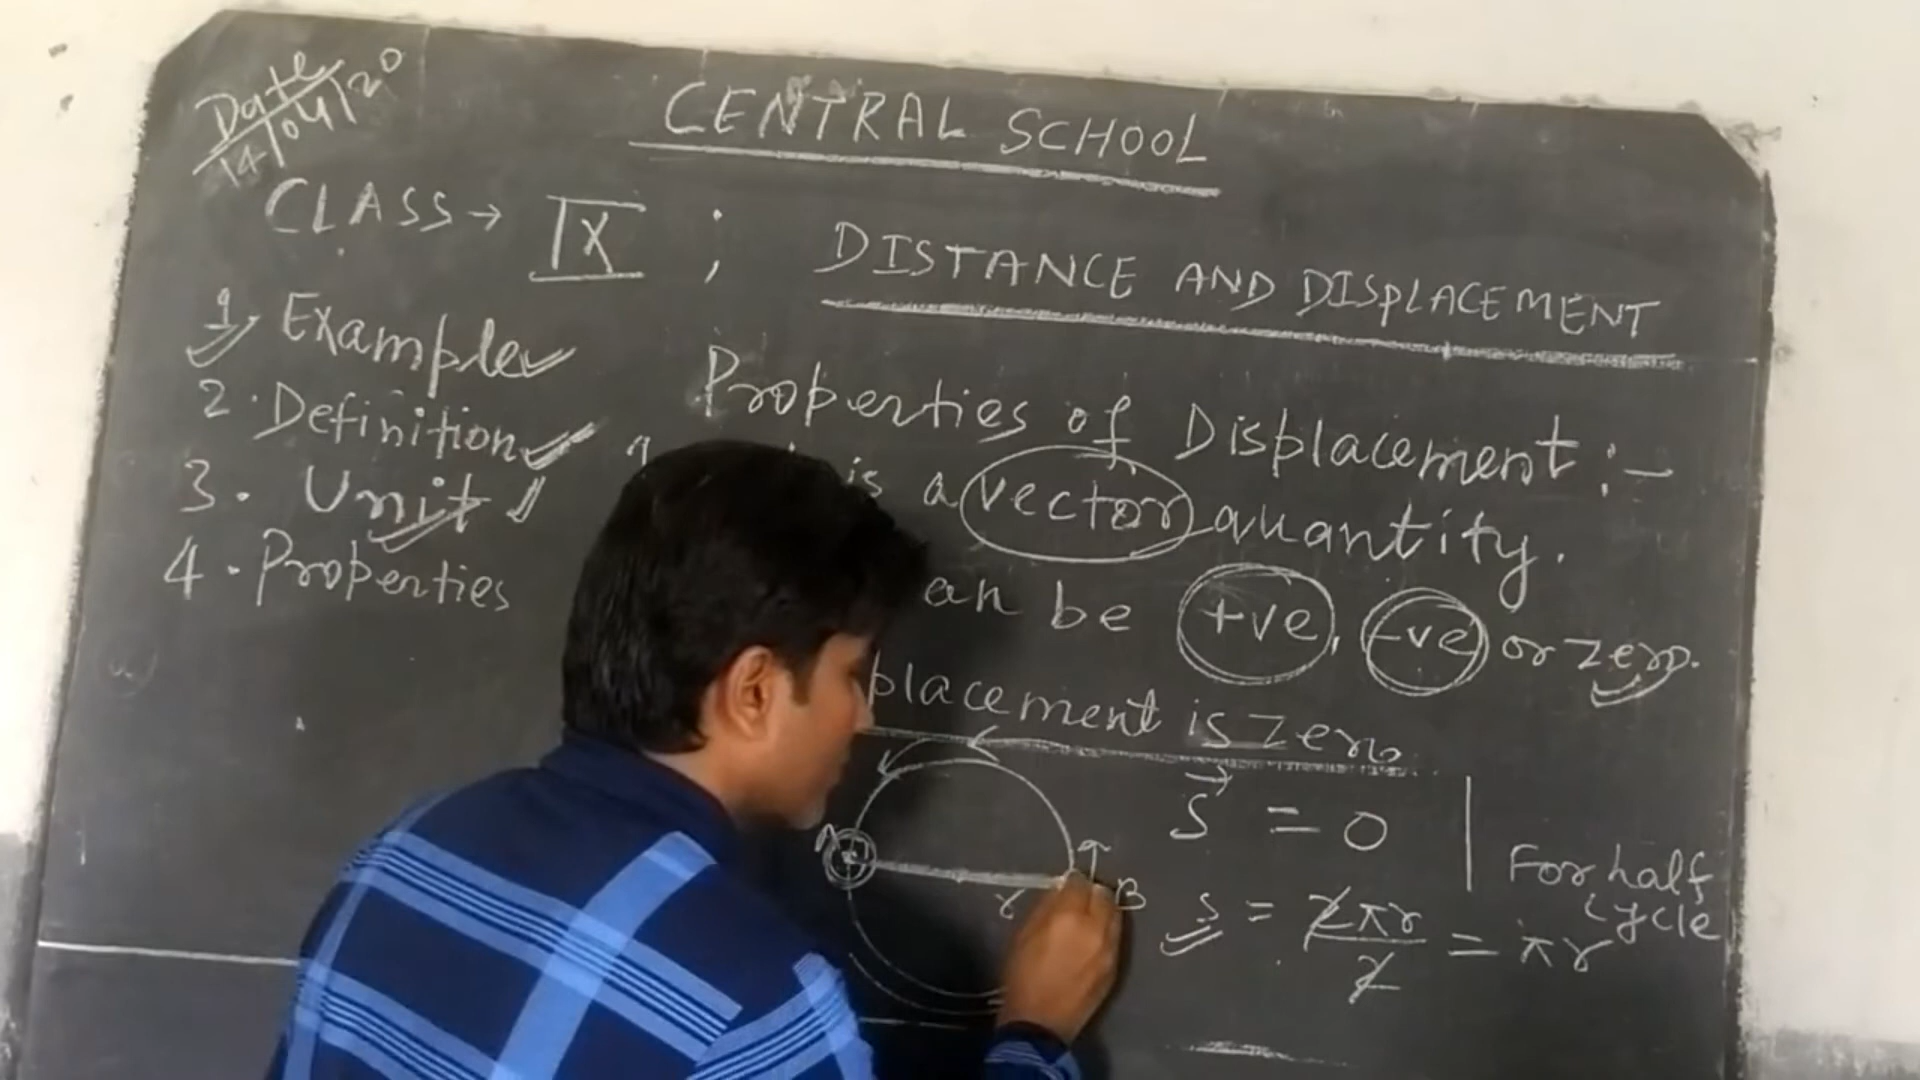 Date
14/04/20
CENTRAL SCHOOL
CLASS → IX ; DISTANCE AND DISPLACEMENT
1. Example
2. Definition
3. Unit
4. Properties
Properties of Displacement :-
is a vector quantity.
an be +ve, -ve or zero.
placement is zero
S = 0
For half cycle
A
r
B
s = 2πr/2 = πr